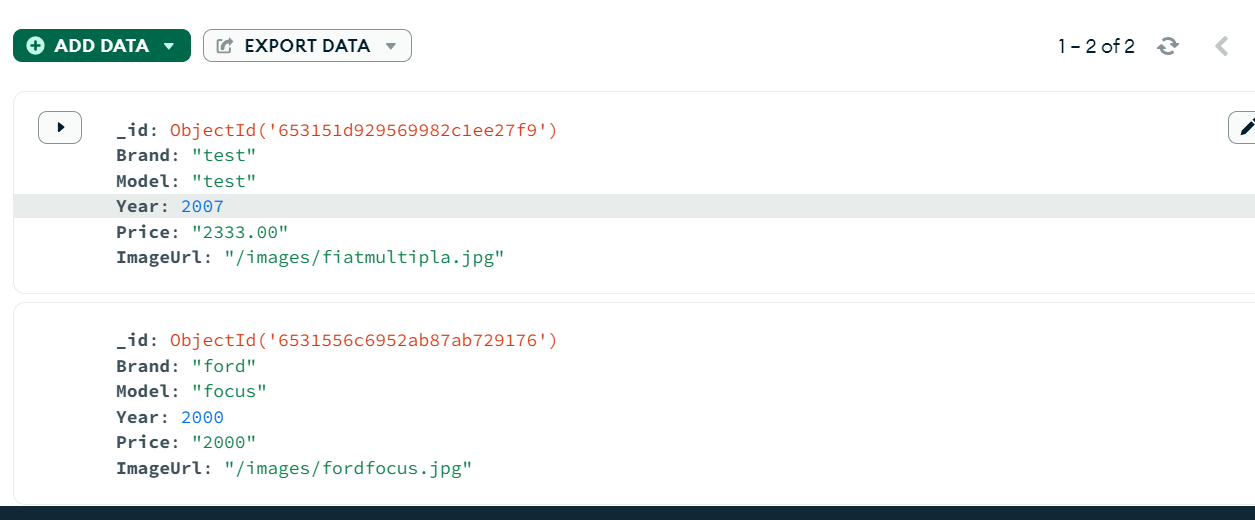 ADD DATA
EXPORT DATA
1 – 2 of 2
_id: ObjectId('653151d929569982c1ee27f9')
Brand: "test"
Model: "test"
Year: 2007
Price: "2333.00"
ImageUrl: "/images/fiatmultipla.jpg"
_id: ObjectId('6531556c6952ab87ab729176')
Brand: "ford"
Model: "focus"
Year: 2000
Price: "2000"
ImageUrl: "/images/fordfocus.jpg"